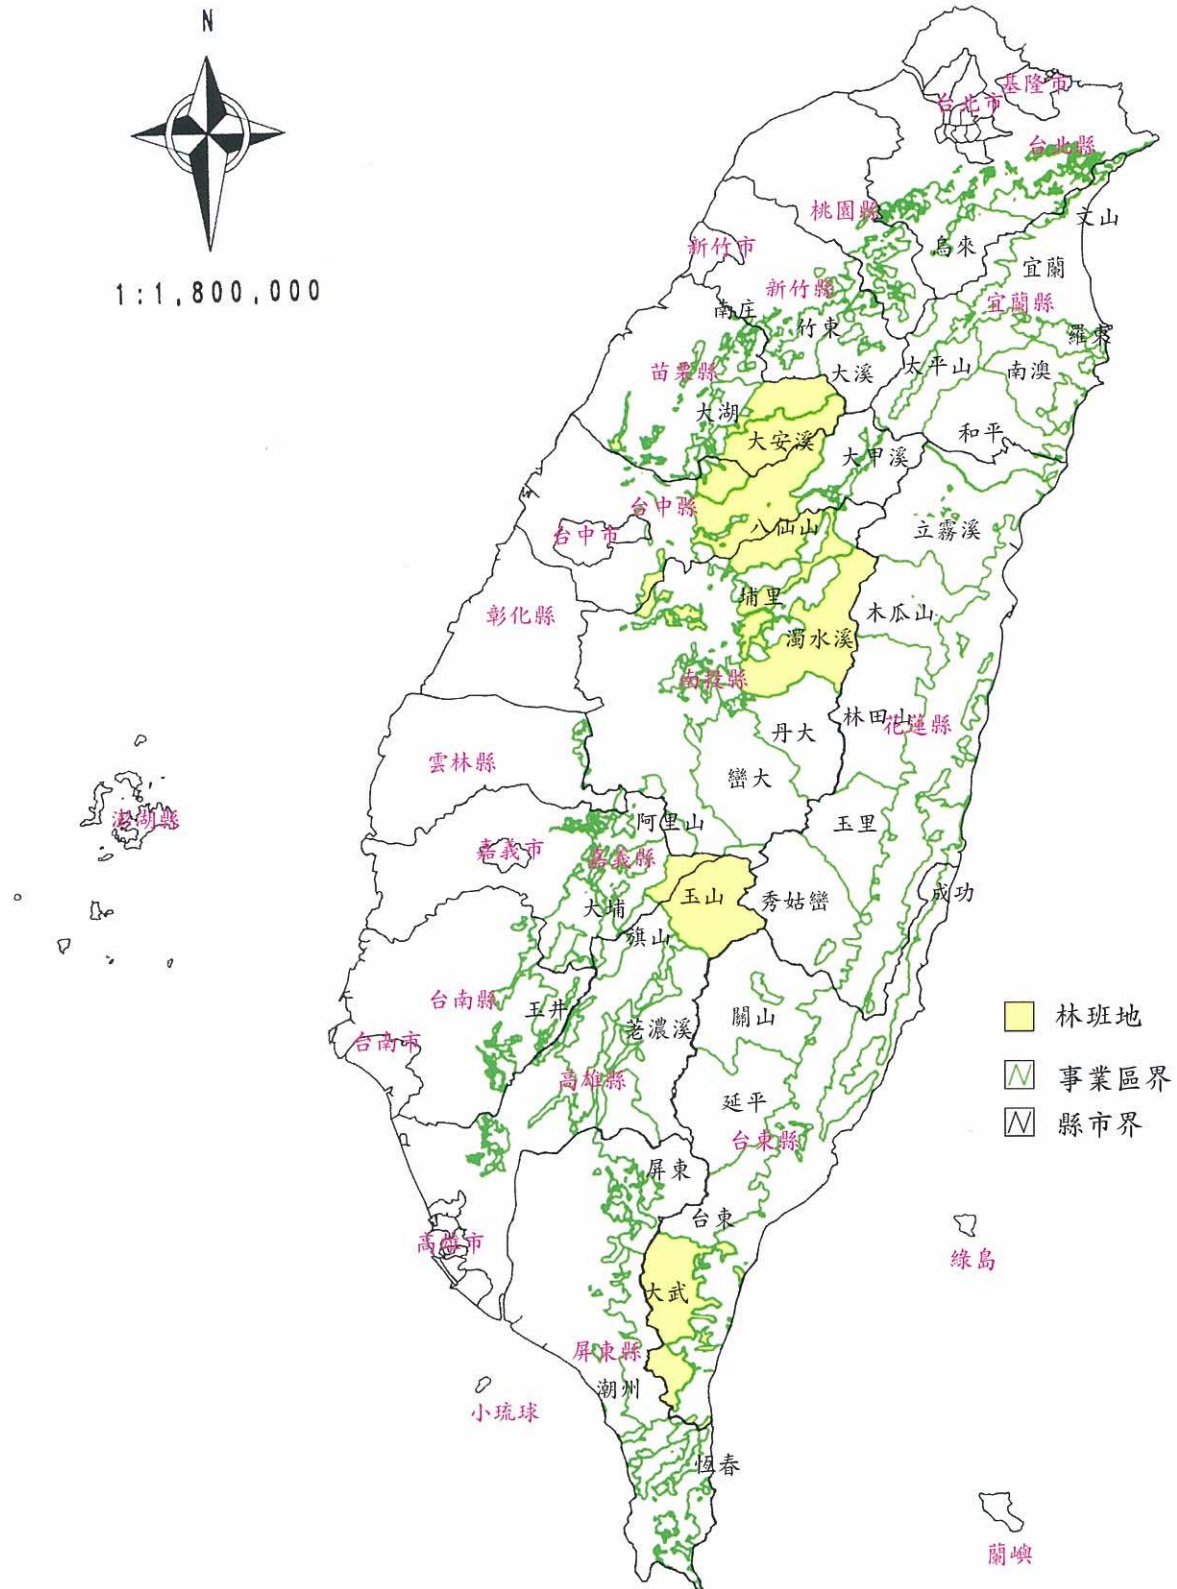 N
1:1,800,000
基隆市
台北市
台北縣
桃園縣
文山
烏來
新竹市
宜蘭
新竹縣
宜蘭縣
南庄
竹東
羅東
苗栗縣
大溪
太平山
南澳
大湖
大安溪
和平
大甲溪
台中縣
八仙山
立霧溪
台中市
埔里
木瓜山
彰化縣
濁水溪
南投縣
林田山
花蓮縣
丹大
雲林縣
巒大
澎湖縣
阿里山
玉里
嘉義市
嘉義縣
玉山
秀姑巒
成功
大埔
旗山
台南縣
玉井
關山
林班地
台南市
荖濃溪
事業區界
高雄縣
延平
縣市界
台東縣
屏東
台東
高雄市
綠島
大武
屏東縣
潮州
小琉球
恆春
蘭嶼